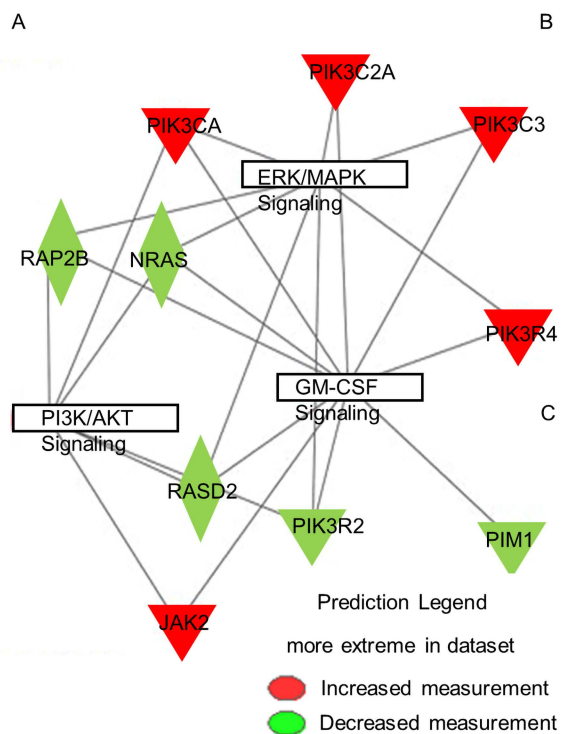 A
B
PIK3C2A
PIK3CA
PIK3C3
ERK/MAPK
Signaling
RAP2B
NRAS
PIK3R4
GM-CSF
Signaling
PI3K/AKT
Signaling
C
RASD2
PIK3R2
PIM1
JAK2
Prediction Legend
more extreme in dataset
Increased measurement
Decreased measurement